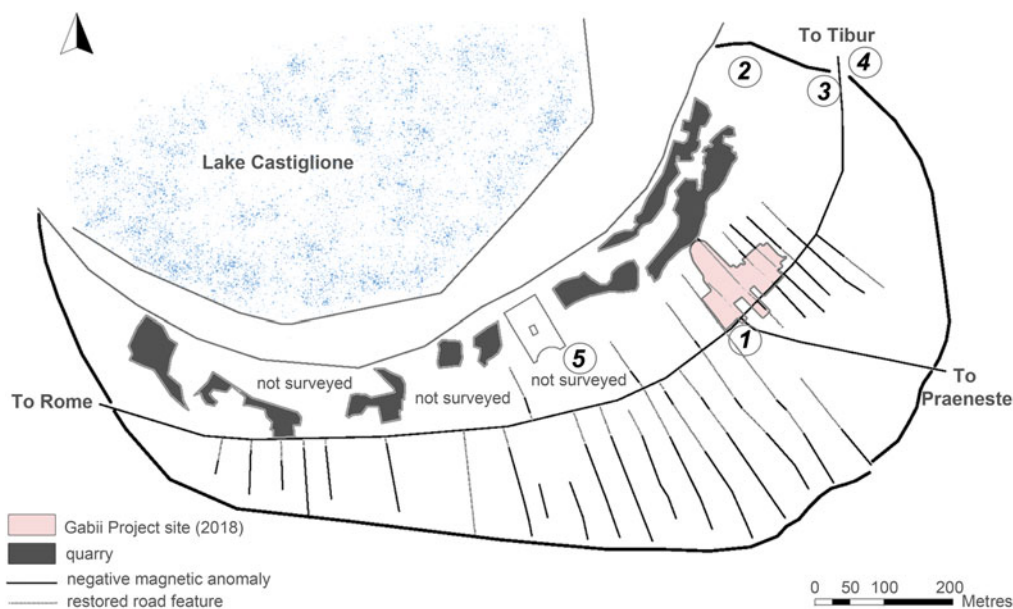 To Tibur
2
4
3
Lake Castiglione
1
5
not surveyed
not surveyed
not surveyed
To Rome
To
Praeneste
Gabii Project site (2018)
quarry
negative magnetic anomaly
restored road feature
0 50 100 200
Metres